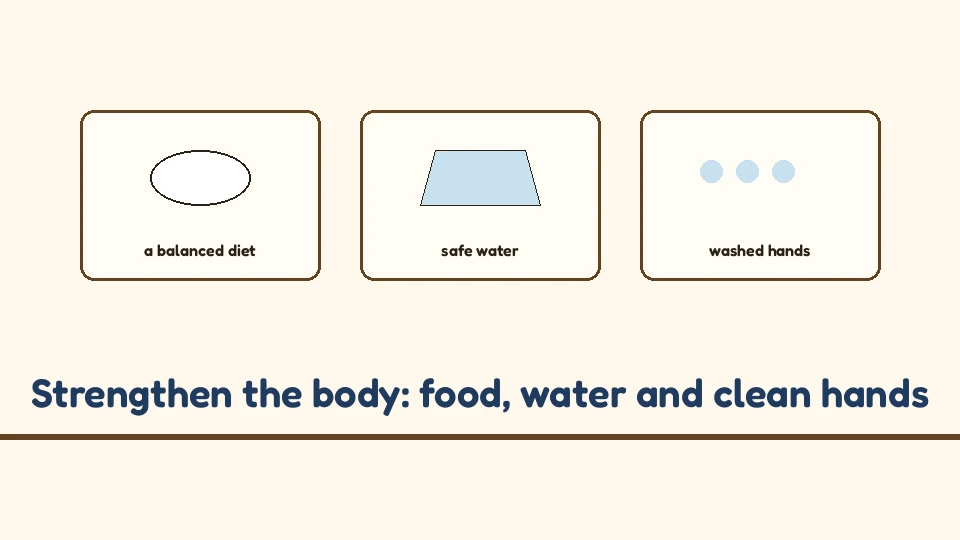 a balanced diet
safe water
washed hands
Strengthen the body: food, water and clean hands